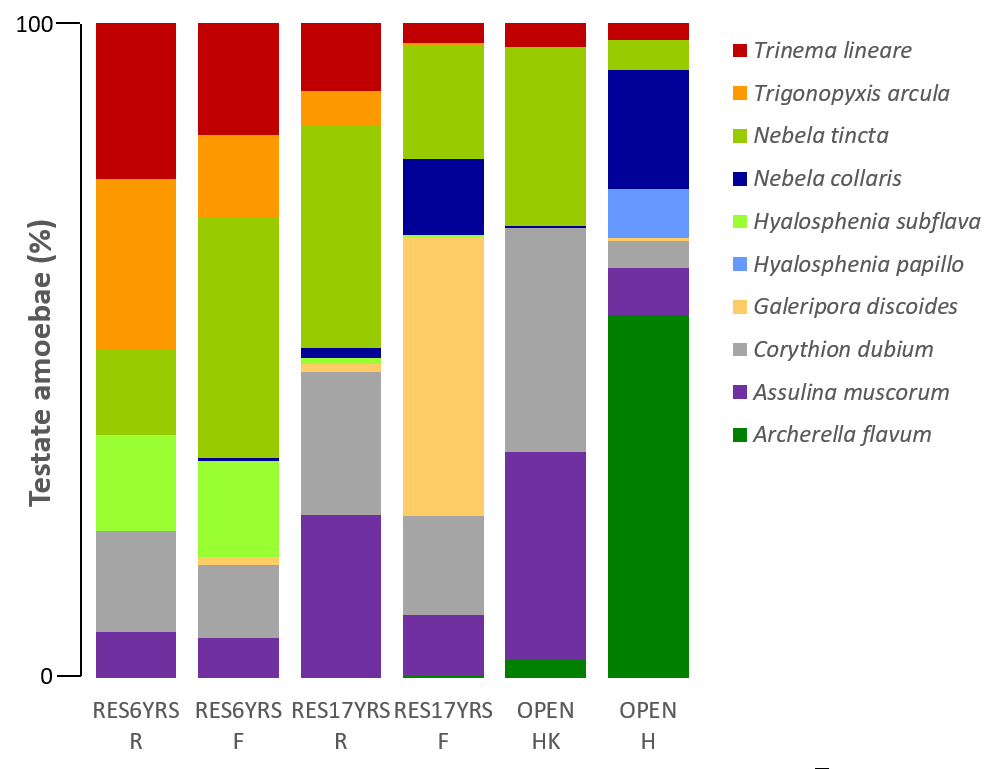 100
Testate amoebae (%)
0
RES6YRS R
RES6YRS F
RES17YRS R
RES17YRS F
OPEN HK
OPEN H
Trinema lineare
Trigonopyxis arcula
Nebela tincta
Nebela collaris
Hyalosphenia subflava
Hyalosphenia papillo
Galeripora discoides
Corythion dubium
Assulina muscorum
Archerella flavum